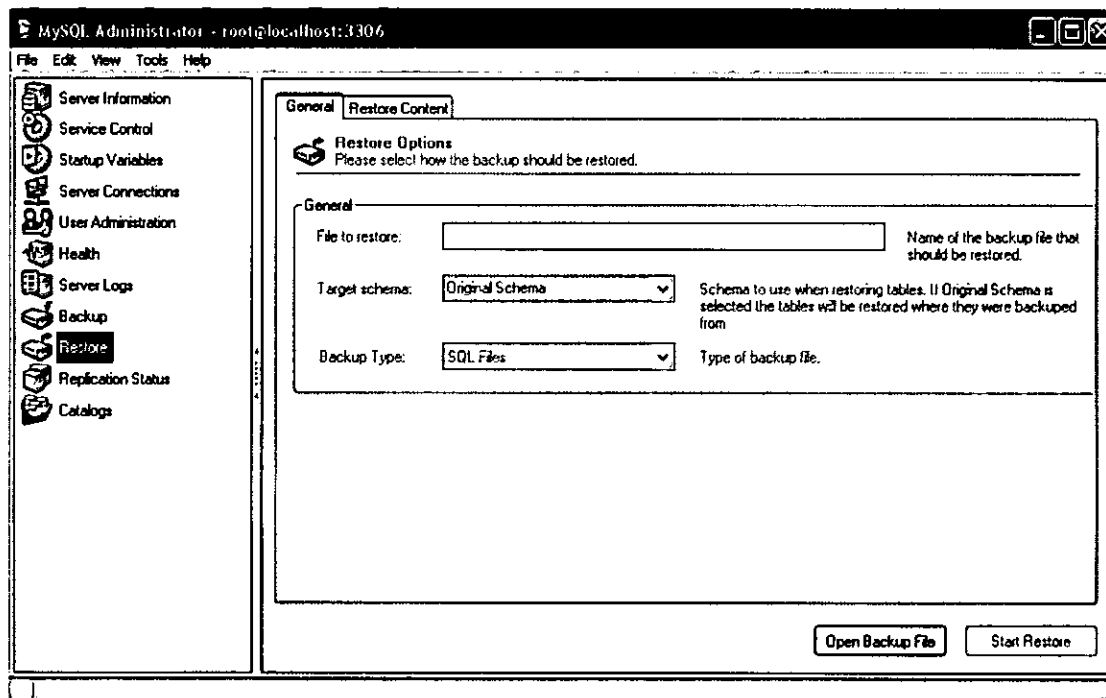 MySQL Administrator - root@localhost:3306
File Edit View Tools Help
Server Information
Service Control
Startup Variables
Server Connections
User Administration
Health
Server Logs
Backup
Restore
Replication Status
Catalogs
General Restore Content
Restore Options
Please select how the backup should be restored.
General
File to restore:
Name of the backup file that
should be restored.
Target schema: Original Schema
Schema to use when restoring tables. If Original Schema is
selected the tables will be restored where they were backuped
from
Backup Type: SQL Files
Type of backup file.
Open Backup File Start Restore